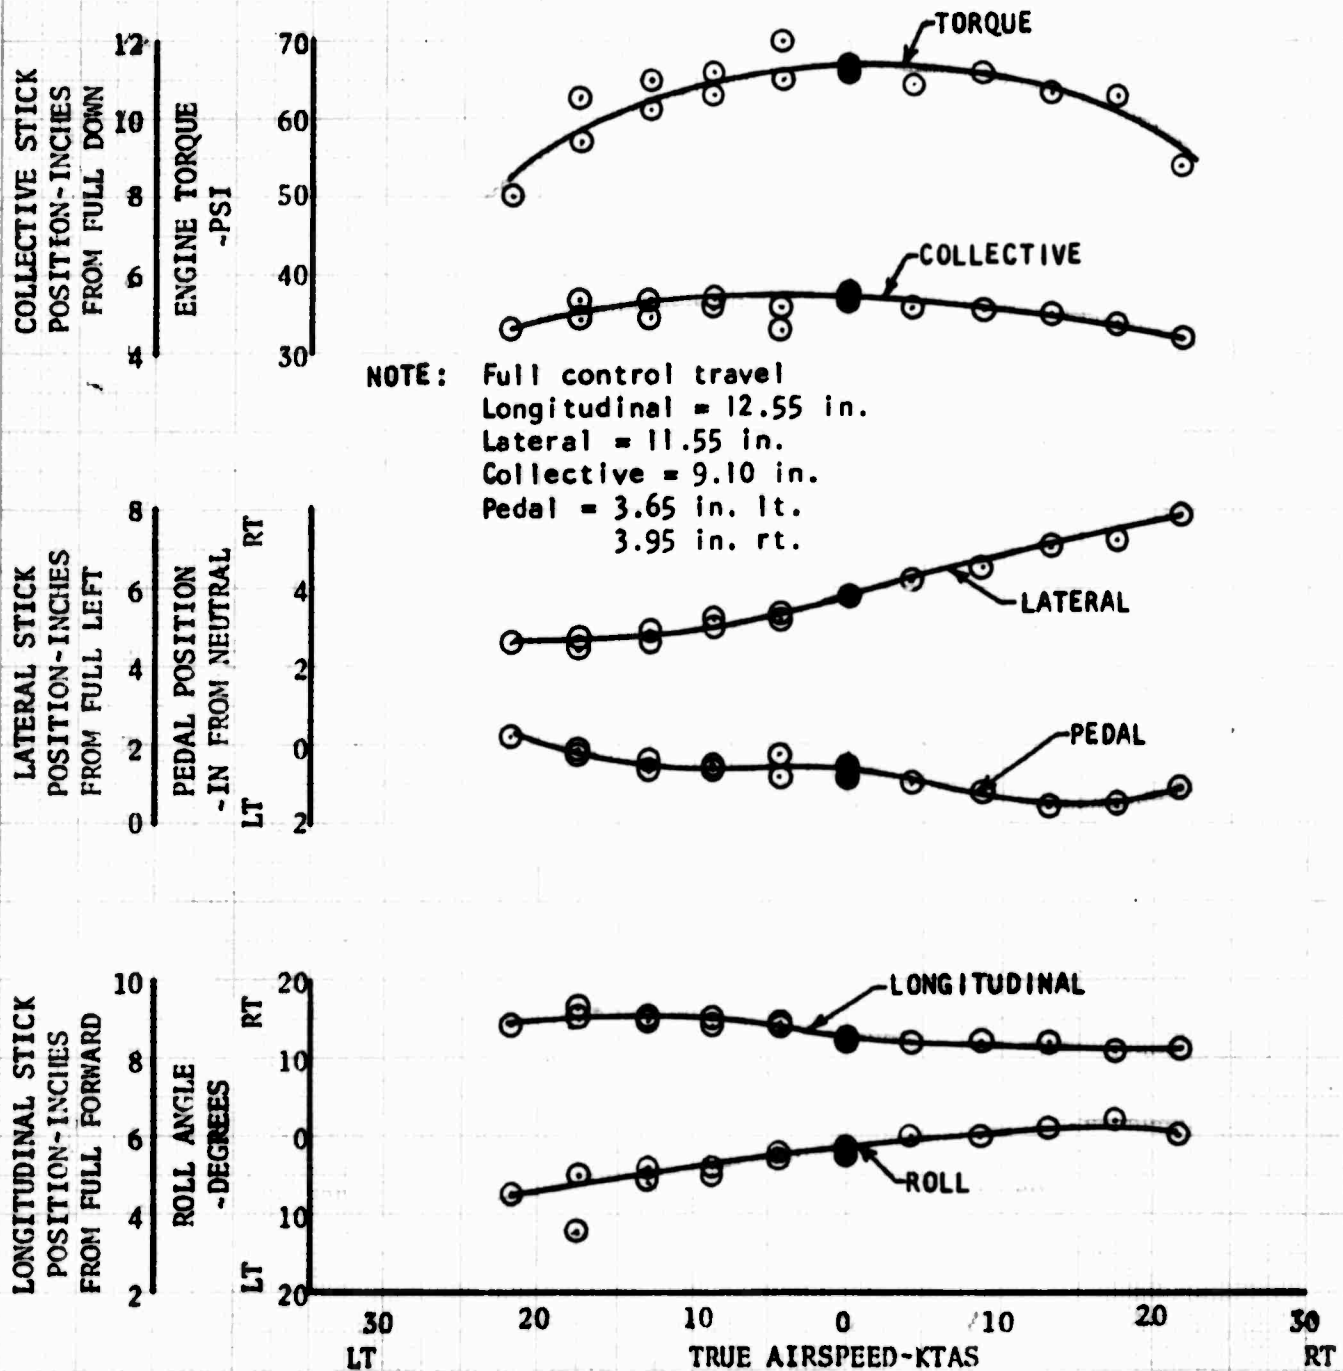 COLLECTIVE STICK
POSITION~INCHES
FROM FULL DOWN
12
10
8
6
4
ENGINE TORQUE
~PSI
70
60
50
40
30
TORQUE
COLLECTIVE
NOTE: Full control travel
Longitudinal = 12.55 in.
Lateral = 11.55 in.
Collective = 9.10 in.
Pedal = 3.65 in. lt.
3.95 in. rt.
LATERAL STICK
POSITION~INCHES
FROM FULL LEFT
8
6
4
2
0
PEDAL POSITION
~IN FROM NEUTRAL
RT
LT
4
2
0
2
LATERAL
PEDAL
LONGITUDINAL STICK
POSITION~INCHES
FROM FULL FORWARD
10
8
6
4
2
ROLL ANGLE
~DEGREES
RT
LT
20
10
0
10
20
LONGITUDINAL
ROLL
30 20 10 0 10 20 30
LT TRUE AIRSPEED~KTAS RT